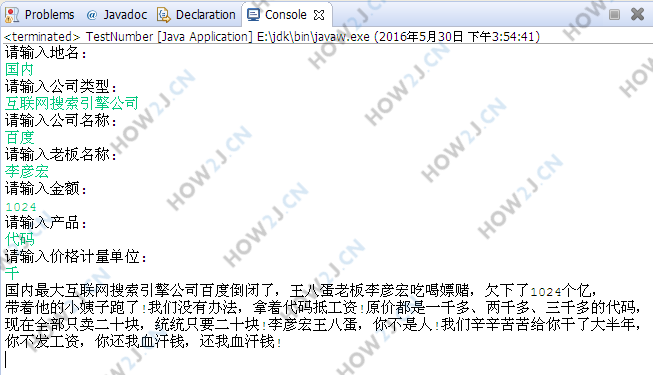 Problems @ Javadoc Declaration Console
<terminated> TestNumber [Java Application] E:\jdk\bin\javaw.exe (2016年5月30日 下午3:54:41)
请输入地名：
国内
请输入公司类型：
互联网搜索引擎公司
请输入公司名称：
百度
请输入老板名称：
李彦宏
请输入金额：
1024
请输入产品：
代码
请输入价格计量单位：
千
国内最大互联网搜索引擎公司百度倒闭了，王八蛋老板李彦宏吃喝嫖赌，欠下了1024个亿，
带着他的小姨子跑了!我们没有办法，拿着代码抵工资!原价都是一千多、两千多、三千多的代码，
现在全部只卖二十块，统统只要二十块!李彦宏王八蛋，你不是人!我们辛辛苦苦给你干了大半年，
你不发工资，你还我血汗钱，还我血汗钱!
HOW2J.CN